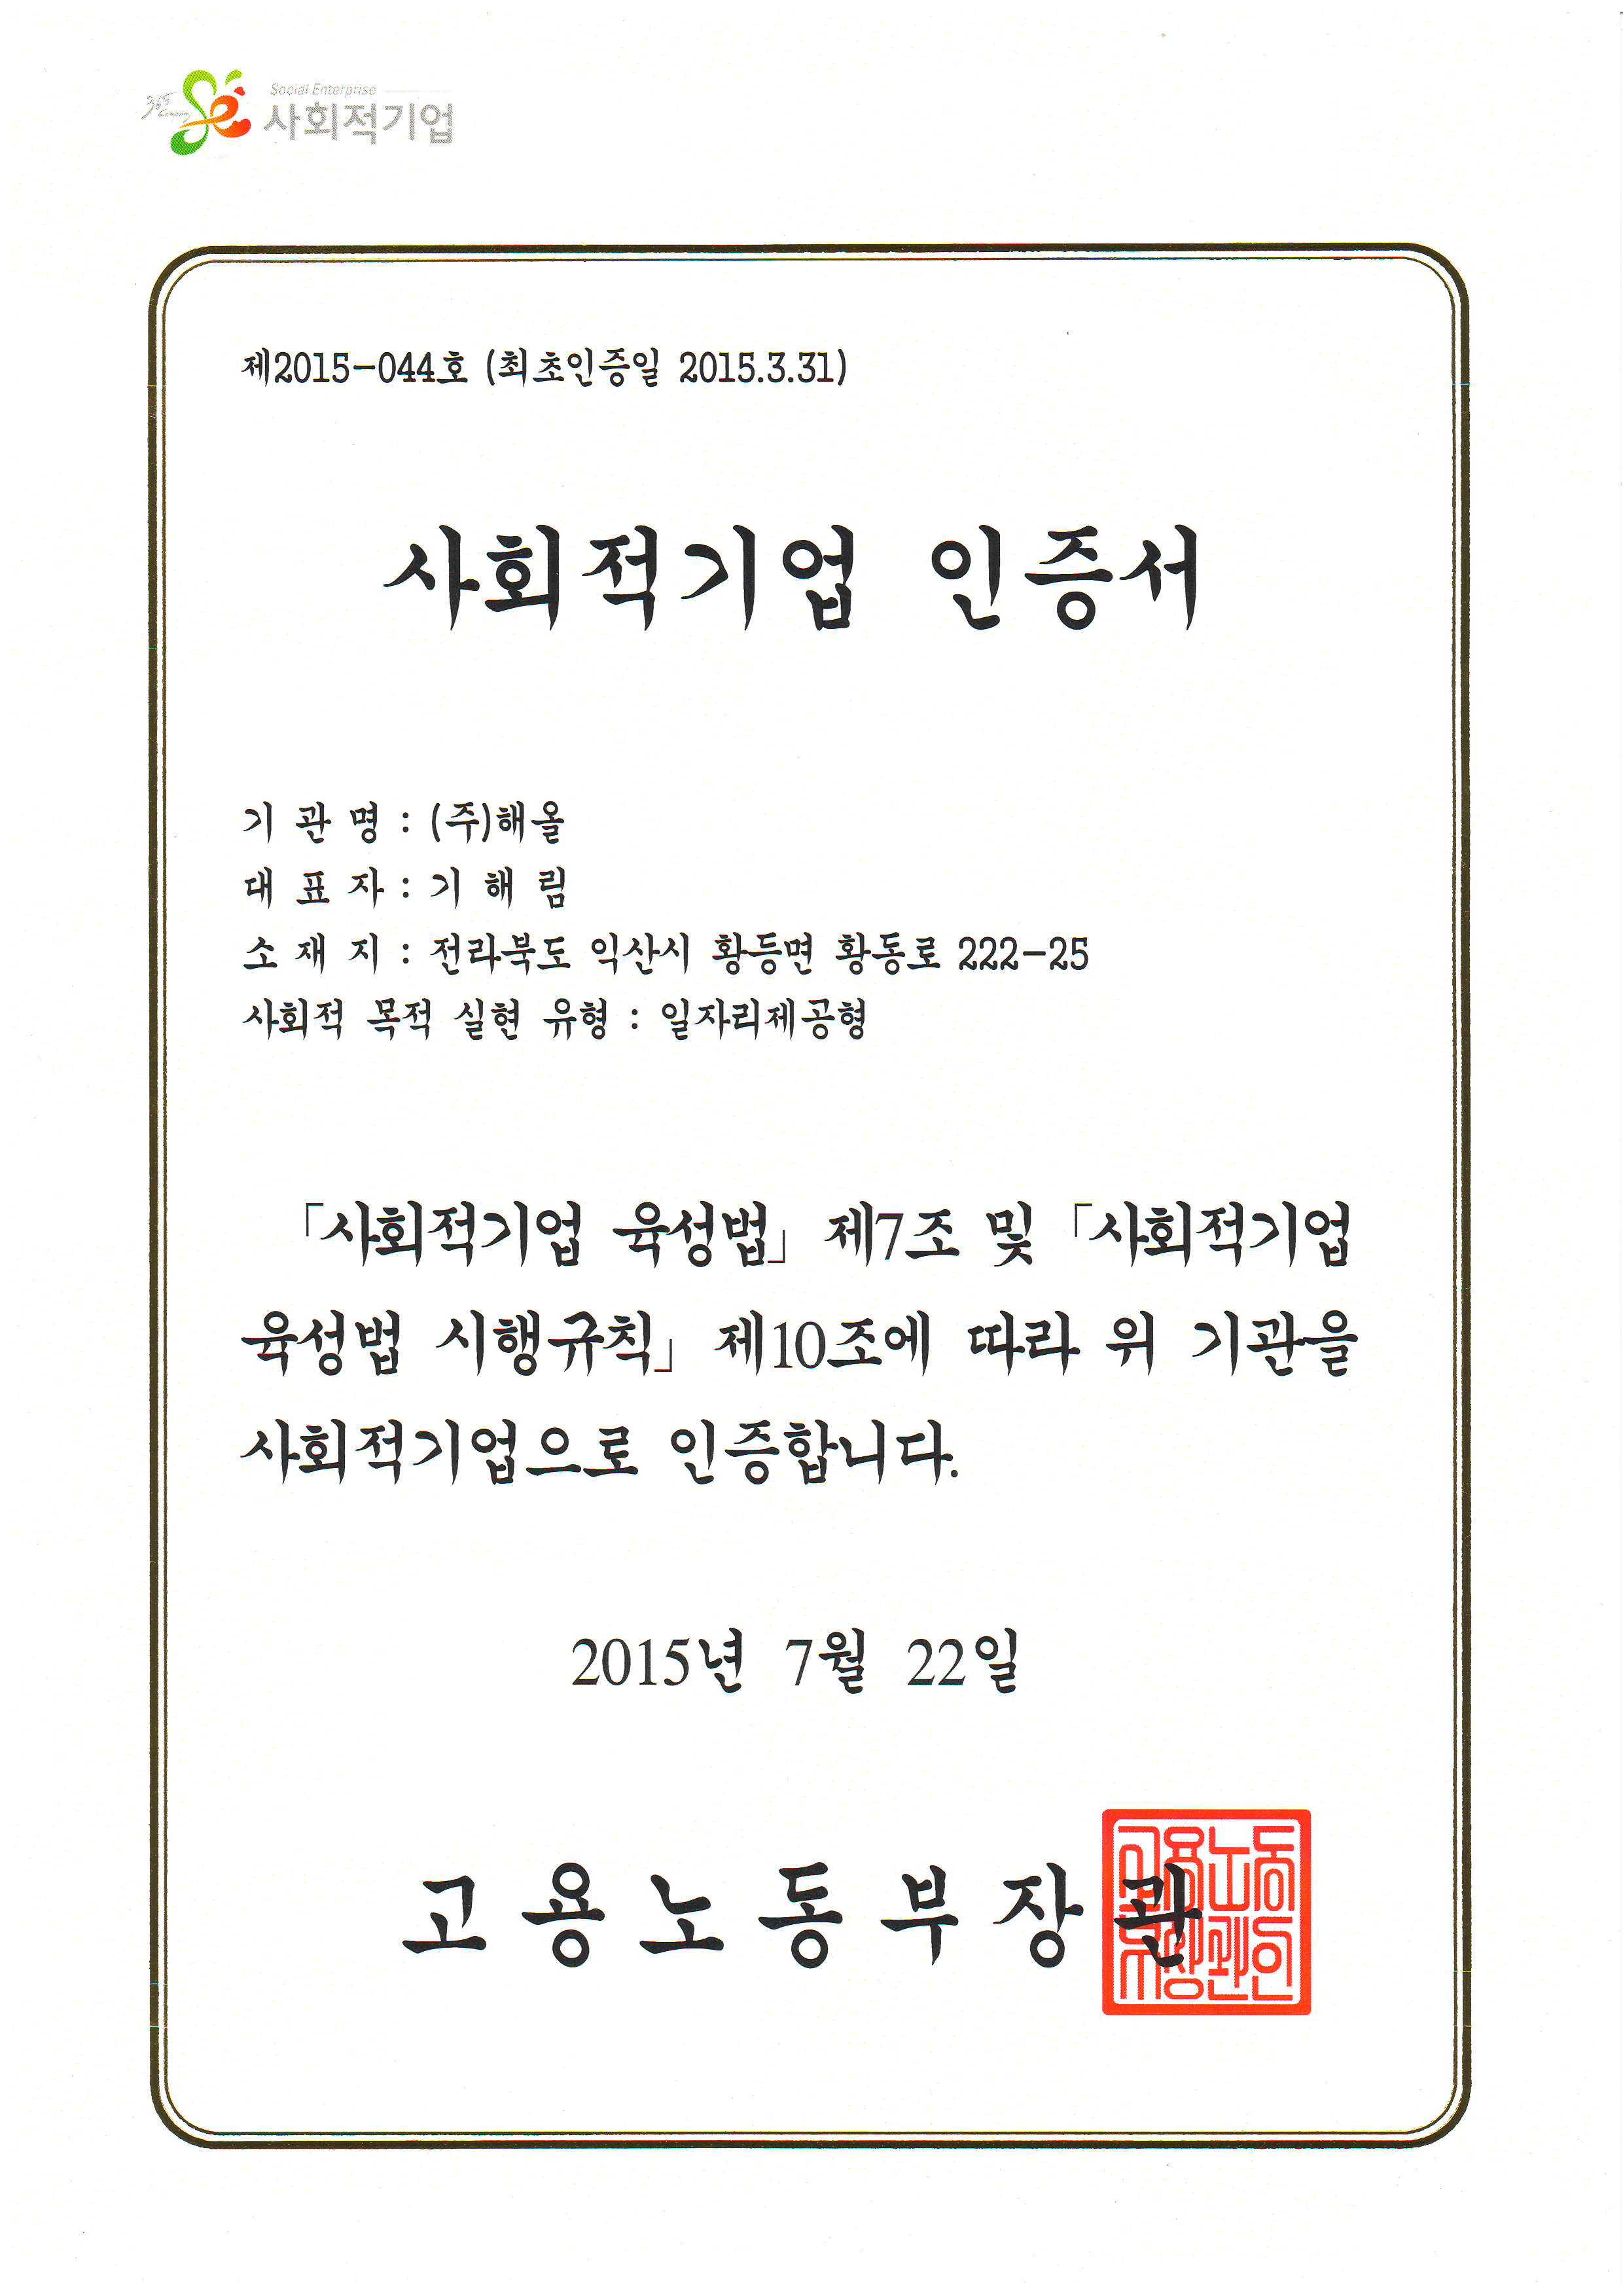 365
Company
Social Enterprise
사회적기업
제2015-044호 (최초인증일 2015.3.31)
사회적기업 인증서
기 관 명 : (주)해올
대 표 자 : 기 해 림
소 재 지 : 전라북도 익산시 황등면 황동로 222-25
사회적 목적 실현 유형 : 일자리제공형
「사회적기업 육성법」 제7조 및 「사회적기업
육성법 시행규칙」 제10조에 따라 위 기관을
사회적기업으로 인증합니다.
2015년 7월 22일
고용노동부장관
고용노동
부장관인